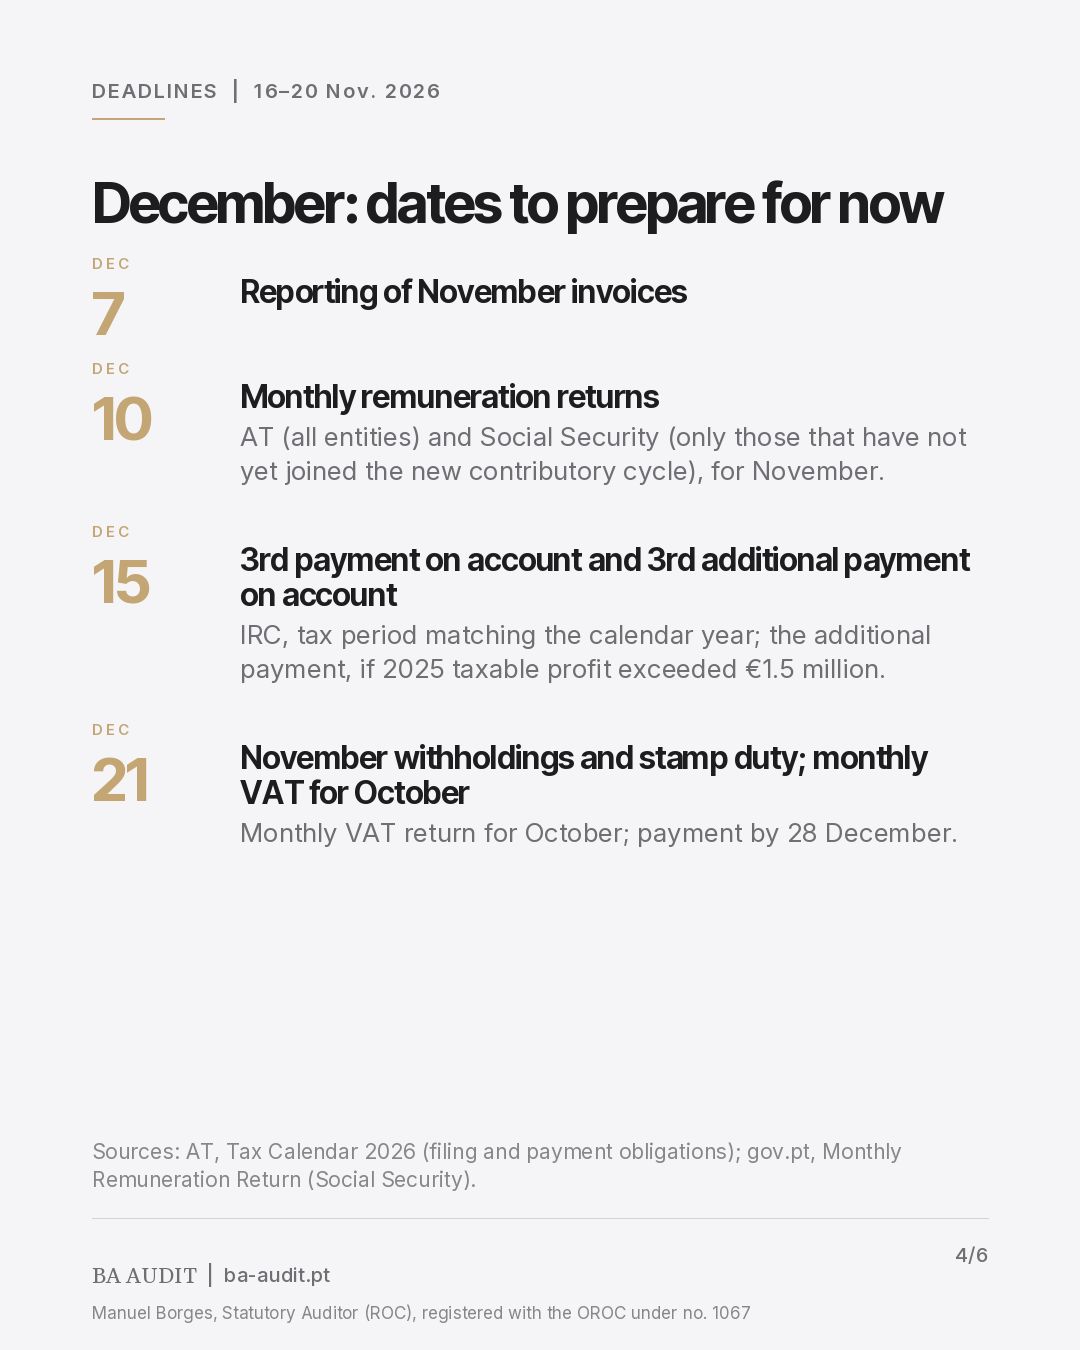 DEADLINES | 16–20 Nov. 2026
December: dates to prepare for now
DEC
7
Reporting of November invoices
DEC
10
Monthly remuneration returns
AT (all entities) and Social Security (only those that have not
yet joined the new contributory cycle), for November.
DEC
15
3rd payment on account and 3rd additional payment
on account
IRC, tax period matching the calendar year; the additional
payment, if 2025 taxable profit exceeded €1.5 million.
DEC
21
November withholdings and stamp duty; monthly
VAT for October
Monthly VAT return for October; payment by 28 December.
Sources: AT, Tax Calendar 2026 (filing and payment obligations); gov.pt, Monthly
Remuneration Return (Social Security).
4/6
BA AUDIT | ba-audit.pt
Manuel Borges, Statutory Auditor (ROC), registered with the OROC under no. 1067